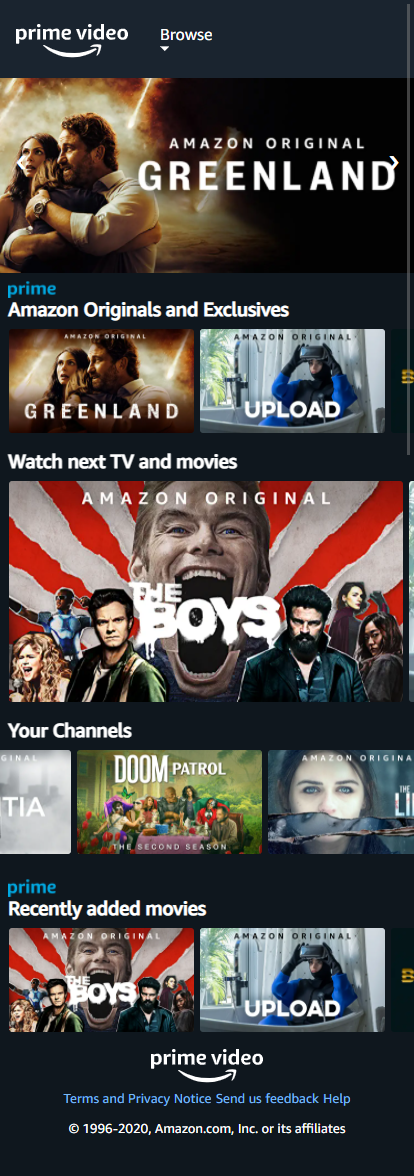 prime video
Browse
AMAZON ORIGINAL
GREENLAND
prime
Amazon Originals and Exclusives
AMAZON ORIGINAL
GREENLAND
AMAZON ORIGINAL
UPLOAD
Watch next TV and movies
AMAZON ORIGINAL
THE
BOYS
Your Channels
TIA
DOOM PATROL
THE SECOND SEASON
AMAZON ORIGINA
THE
prime
Recently added movies
AMAZON ORIGINAL
THE
BOYS
AMAZON ORIGINAL
UPLOAD
prime video
Terms and Privacy Notice Send us feedback Help
© 1996-2020, Amazon.com, Inc. or its affiliates